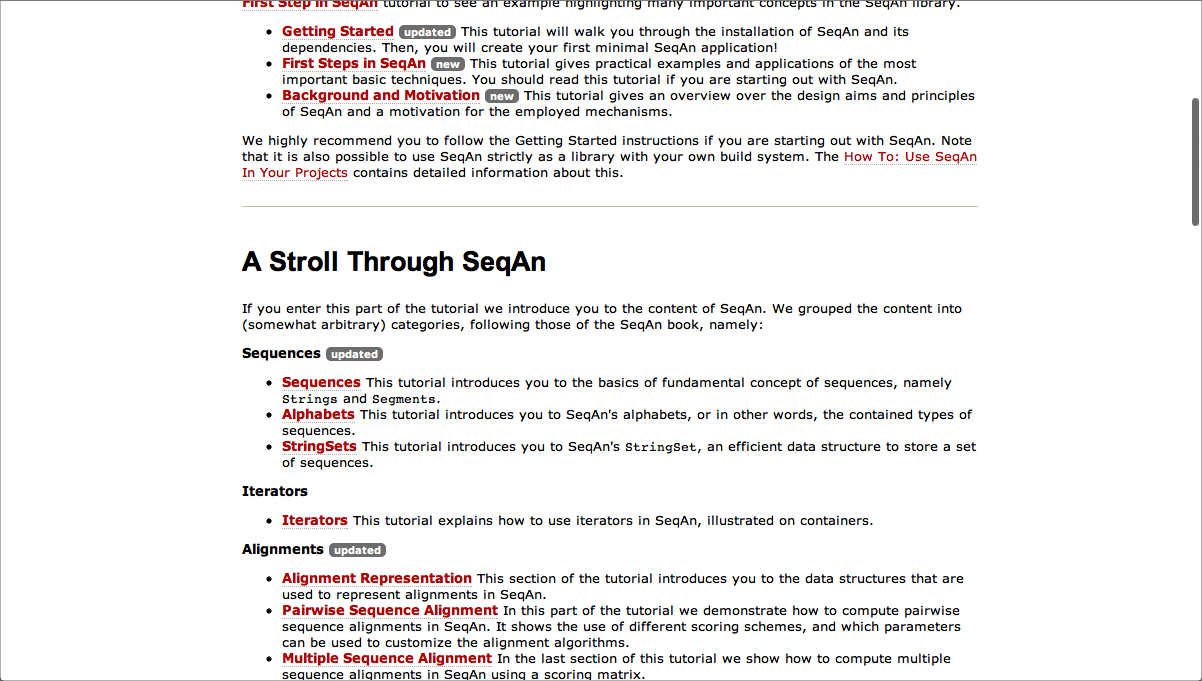 First Step in SeqAn tutorial to see an example highlighting many important concepts in the SeqAn library.
Getting Started updated This tutorial will walk you through the installation of SeqAn and its
dependencies. Then, you will create your first minimal SeqAn application!
First Steps in SeqAn new This tutorial gives practical examples and applications of the most
important basic techniques. You should read this tutorial if you are starting out with SeqAn.
Background and Motivation new This tutorial gives an overview over the design aims and principles
of SeqAn and a motivation for the employed mechanisms.
We highly recommend you to follow the Getting Started instructions if you are starting out with SeqAn. Note
that it is also possible to use SeqAn strictly as a library with your own build system. The How To: Use SeqAn
In Your Projects contains detailed information about this.
A Stroll Through SeqAn
If you enter this part of the tutorial we introduce you to the content of SeqAn. We grouped the content into
(somewhat arbitrary) categories, following those of the SeqAn book, namely:
Sequences updated
Sequences This tutorial introduces you to the basics of fundamental concept of sequences, namely
Strings and Segments.
Alphabets This tutorial introduces you to SeqAn's alphabets, or in other words, the contained types of
sequences.
StringSets This tutorial introduces you to SeqAn's StringSet, an efficient data structure to store a set
of sequences.
Iterators
Iterators This tutorial explains how to use iterators in SeqAn, illustrated on containers.
Alignments updated
Alignment Representation This section of the tutorial introduces you to the data structures that are
used to represent alignments in SeqAn.
Pairwise Sequence Alignment In this part of the tutorial we demonstrate how to compute pairwise
sequence alignments in SeqAn. It shows the use of different scoring schemes, and which parameters
can be used to customize the alignment algorithms.
Multiple Sequence Alignment In the last section of this tutorial we show how to compute multiple
sequence alignments in SeqAn using a scoring matrix.